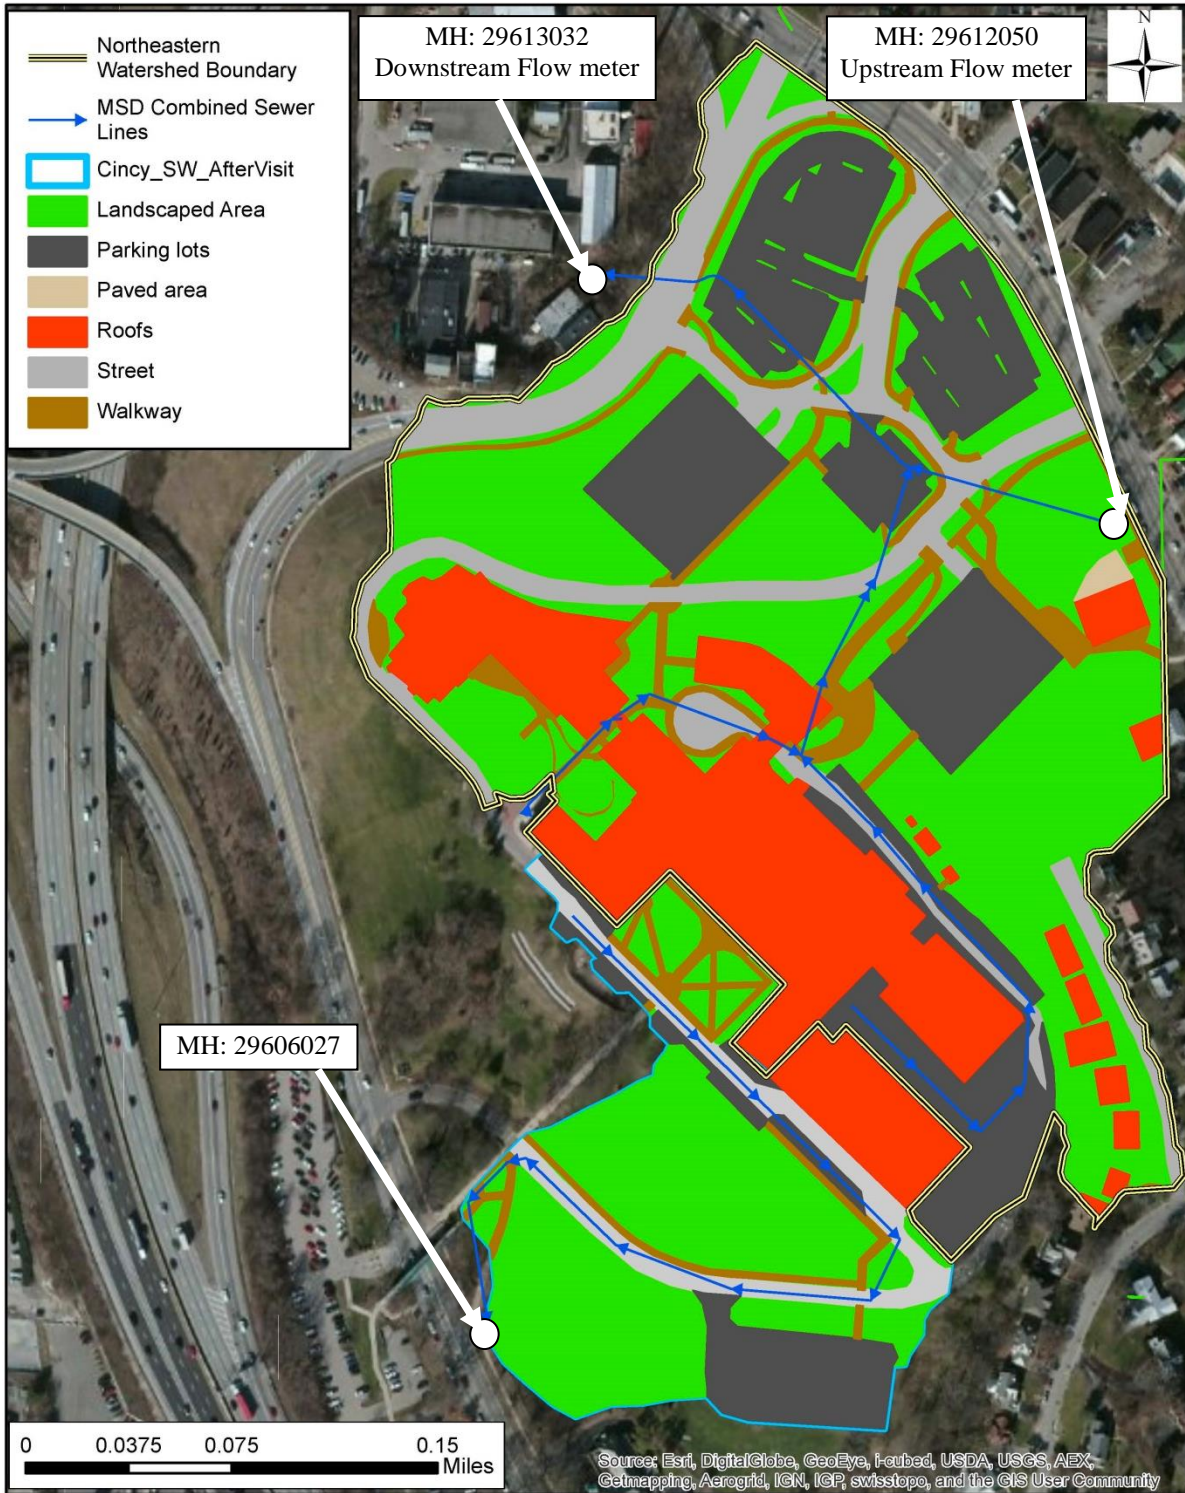 Northeastern
Watershed Boundary
MSD Combined Sewer
Lines
Cincy_SW_AfterVisit
Landscaped Area
Parking lots
Paved area
Roofs
Street
Walkway
MH: 29613032
Downstream Flow meter
MH: 29612050
Upstream Flow meter
N
MH: 29606027
0 0.0375 0.075 0.15
Miles
Source: Esri, DigitalGlobe, GeoEye, i-cubed, USDA, USGS, AEX,
Getmapping, Aerogrid, IGN, IGP, swisstopo, and the GIS User Community